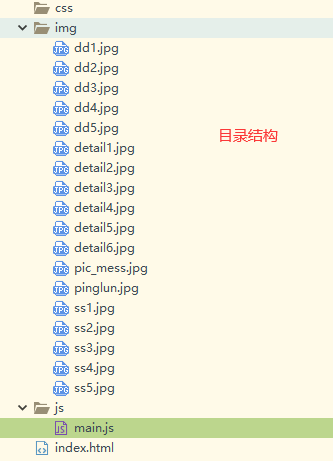 css
img
dd1.jpg
dd2.jpg
dd3.jpg
dd4.jpg
dd5.jpg
目录结构
detail1.jpg
detail2.jpg
detail3.jpg
detail4.jpg
detail5.jpg
detail6.jpg
pic_mess.jpg
pinglun.jpg
ss1.jpg
ss2.jpg
ss3.jpg
ss4.jpg
ss5.jpg
js
main.js
index.html